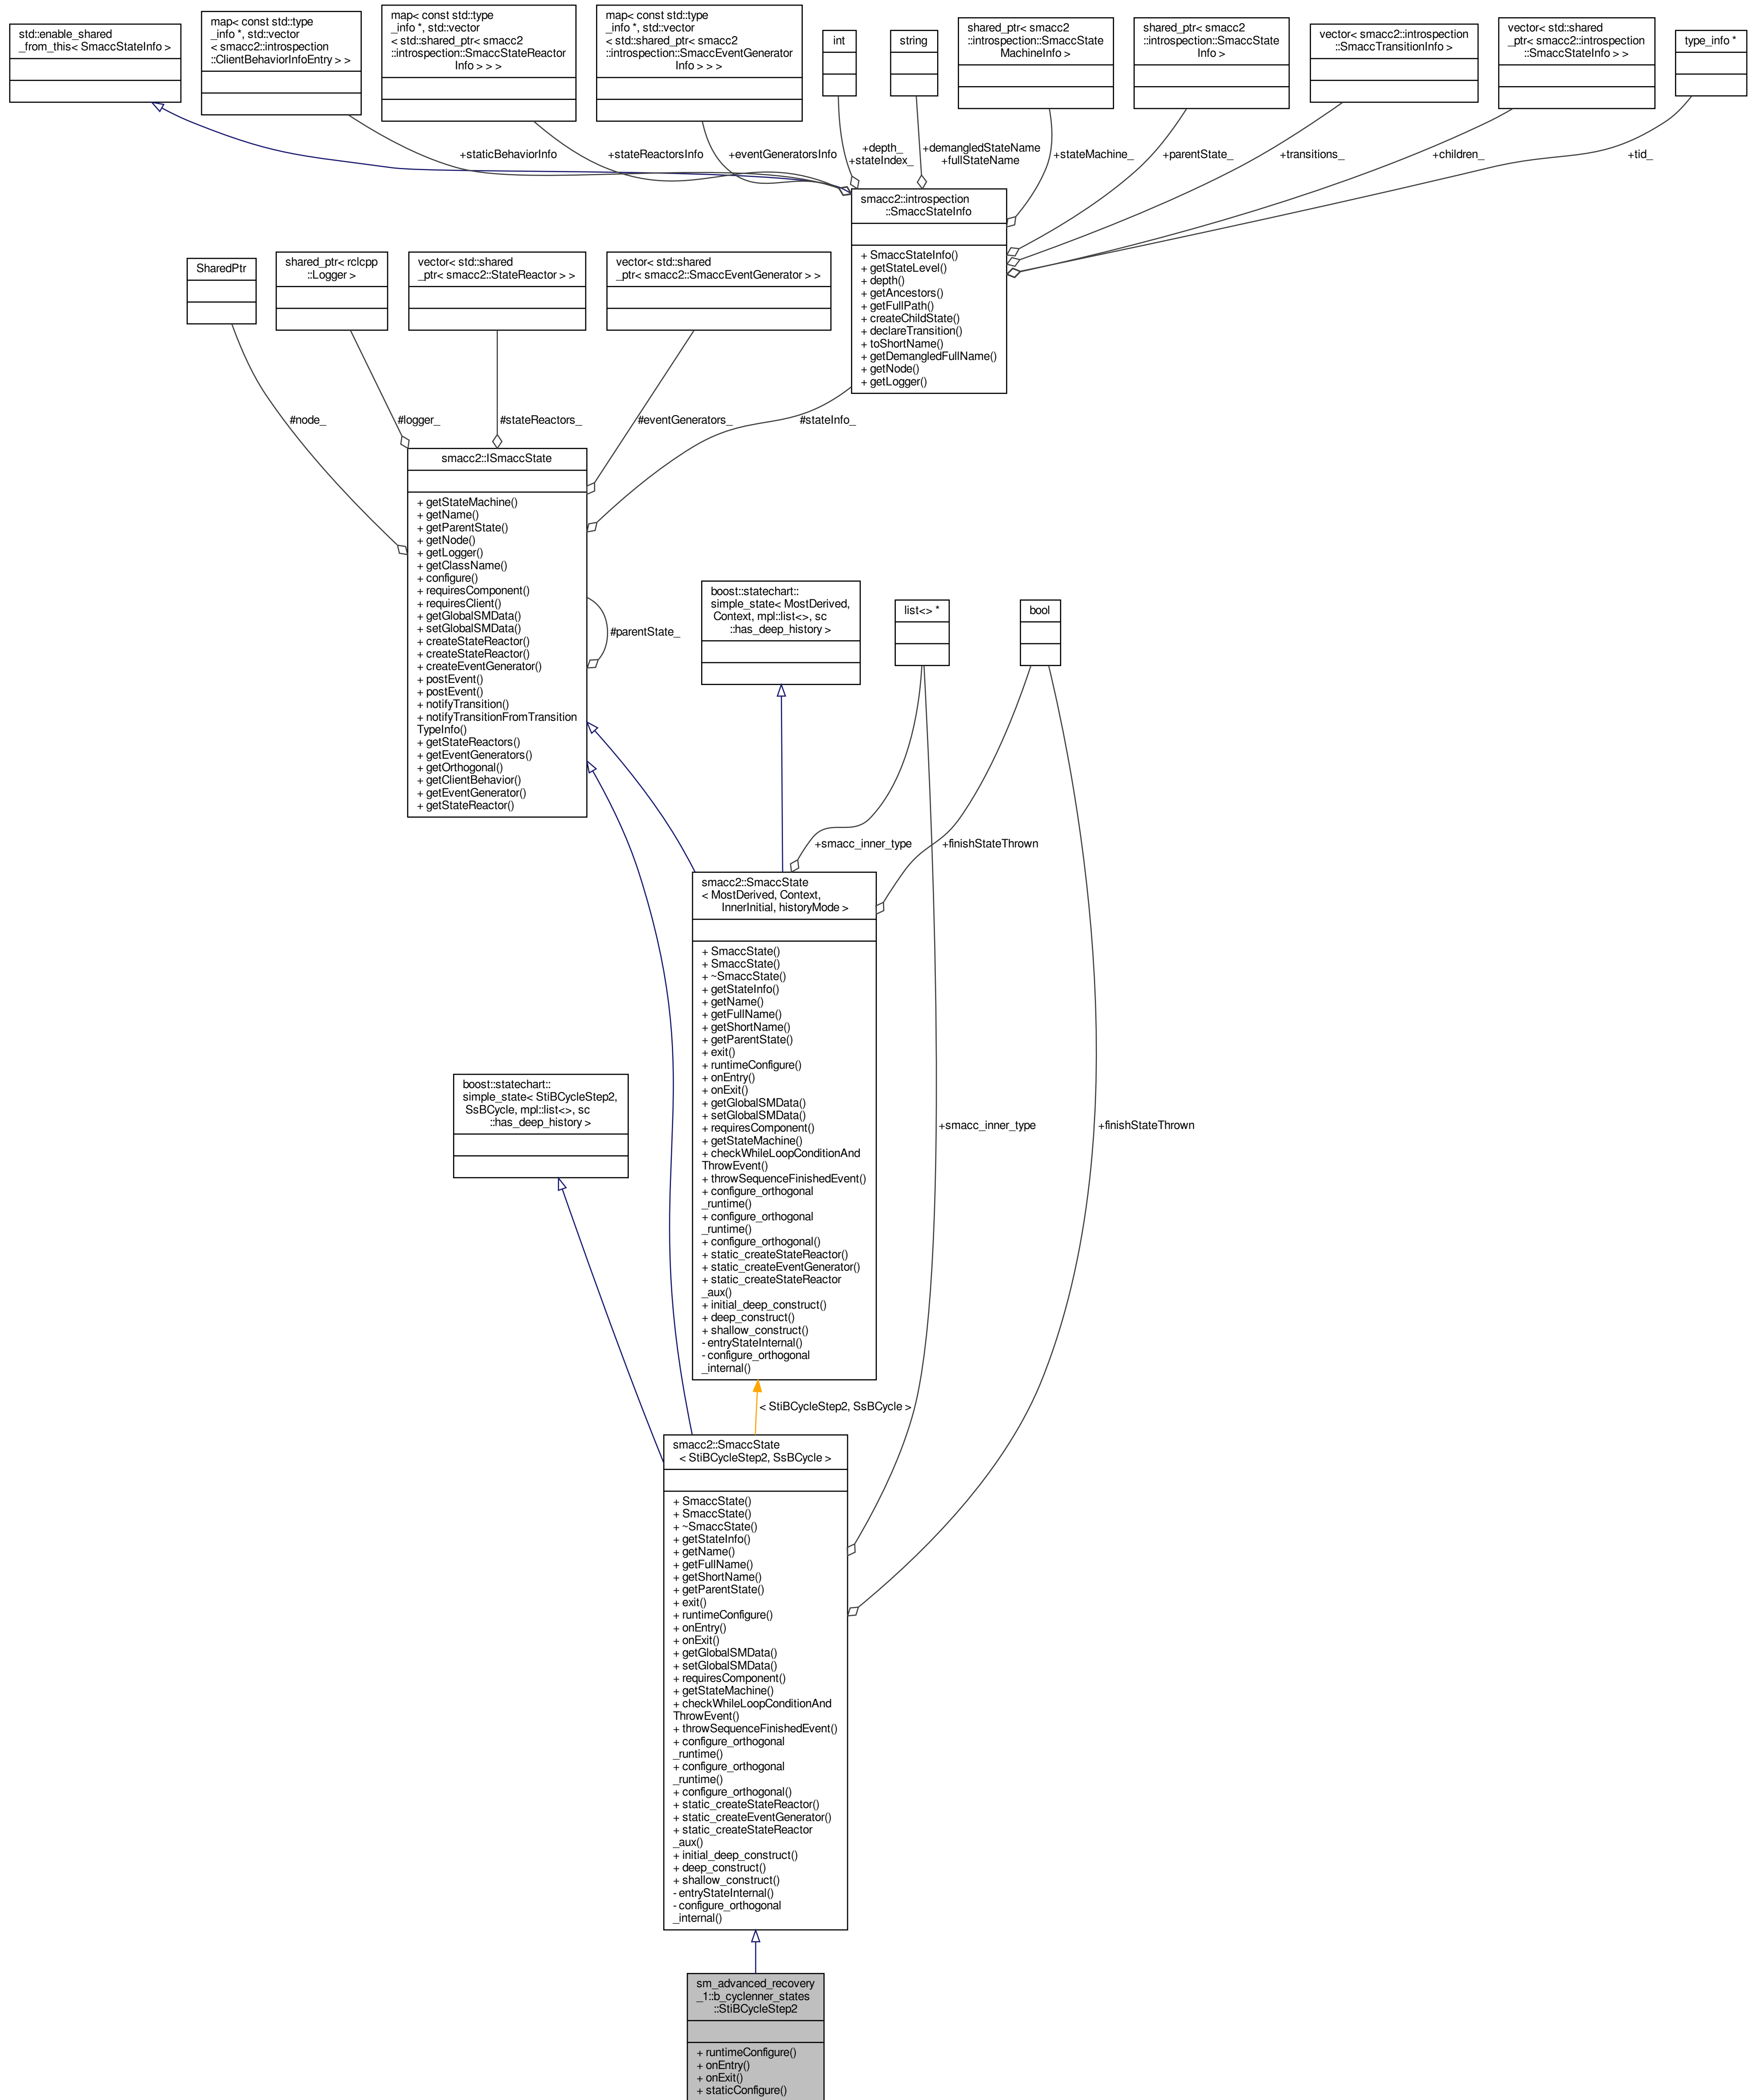 std::enable_shared
_from_this< SmaccStateInfo >
map< const std::type
_info *, std::vector
< smacc2::introspection
::ClientBehaviorInfoEntry > >
map< const std::type
_info *, std::vector
< std::shared_ptr< smacc2
::introspection::SmaccStateReactor
Info > > >
map< const std::type
_info *, std::vector
< std::shared_ptr< smacc2
::introspection::SmaccEventGenerator
Info > > >
int
string
shared_ptr< smacc2
::introspection::SmaccState
MachineInfo >
shared_ptr< smacc2
::introspection::SmaccState
Info >
vector< smacc2::introspection
::SmaccTransitionInfo >
vector< std::shared
_ptr< smacc2::introspection
::SmaccStateInfo > >
type_info *
+staticBehaviorInfo
+stateReactorsInfo
+eventGeneratorsInfo
+depth_
+stateIndex_
+demangledStateName
+fullStateName
+stateMachine_
+parentState_
+transitions_
+children_
+tid_
smacc2::introspection
::SmaccStateInfo
+ SmaccStateInfo()
+ getStateLevel()
+ depth()
+ getAncestors()
+ getFullPath()
+ createChildState()
+ declareTransition()
+ toShortName()
+ getDemangledFullName()
+ getNode()
+ getLogger()
SharedPtr
shared_ptr< rclcpp
::Logger >
vector< std::shared
_ptr< smacc2::StateReactor > >
vector< std::shared
_ptr< smacc2::SmaccEventGenerator > >
#node_
#logger_
#stateReactors_
#eventGenerators_
#stateInfo_
smacc2::ISmaccState
+ getStateMachine()
+ getName()
+ getParentState()
+ getNode()
+ getLogger()
+ getClassName()
+ configure()
+ requiresComponent()
+ requiresClient()
+ getGlobalSMData()
+ setGlobalSMData()
+ createStateReactor()
+ createStateReactor()
+ createEventGenerator()
+ postEvent()
+ postEvent()
+ notifyTransition()
+ notifyTransitionFromTransition
TypeInfo()
+ getStateReactors()
+ getEventGenerators()
+ getOrthogonal()
+ getClientBehavior()
+ getEventGenerator()
+ getStateReactor()
#parentState_
boost::statechart::
simple_state< MostDerived,
Context, mpl::list<>, sc
::has_deep_history >
list<> *
bool
+smacc_inner_type
+finishStateThrown
smacc2::SmaccState
< MostDerived, Context,
InnerInitial, historyMode >
+ SmaccState()
+ SmaccState()
+ ~SmaccState()
+ getStateInfo()
+ getName()
+ getFullName()
+ getShortName()
+ getParentState()
+ exit()
+ runtimeConfigure()
+ onEntry()
+ onExit()
+ getGlobalSMData()
+ setGlobalSMData()
+ requiresComponent()
+ getStateMachine()
+ checkWhileLoopConditionAnd
ThrowEvent()
+ throwSequenceFinishedEvent()
+ configure_orthogonal
_runtime()
+ configure_orthogonal
_runtime()
+ configure_orthogonal()
+ static_createStateReactor()
+ static_createEventGenerator()
+ static_createStateReactor
_aux()
+ initial_deep_construct()
+ deep_construct()
+ shallow_construct()
- entryStateInternal()
- configure_orthogonal
_internal()
boost::statechart::
simple_state< StiBCycleStep2,
SsBCycle, mpl::list<>, sc
::has_deep_history >
+smacc_inner_type
+finishStateThrown
< StiBCycleStep2, SsBCycle >
smacc2::SmaccState
< StiBCycleStep2, SsBCycle >
+ SmaccState()
+ SmaccState()
+ ~SmaccState()
+ getStateInfo()
+ getName()
+ getFullName()
+ getShortName()
+ getParentState()
+ exit()
+ runtimeConfigure()
+ onEntry()
+ onExit()
+ getGlobalSMData()
+ setGlobalSMData()
+ requiresComponent()
+ getStateMachine()
+ checkWhileLoopConditionAnd
ThrowEvent()
+ throwSequenceFinishedEvent()
+ configure_orthogonal
_runtime()
+ configure_orthogonal
_runtime()
+ configure_orthogonal()
+ static_createStateReactor()
+ static_createEventGenerator()
+ static_createStateReactor
_aux()
+ initial_deep_construct()
+ deep_construct()
+ shallow_construct()
- entryStateInternal()
- configure_orthogonal
_internal()
sm_advanced_recovery
_1::b_cyclenner_states
::StiBCycleStep2
+ runtimeConfigure()
+ onEntry()
+ onExit()
+ staticConfigure()